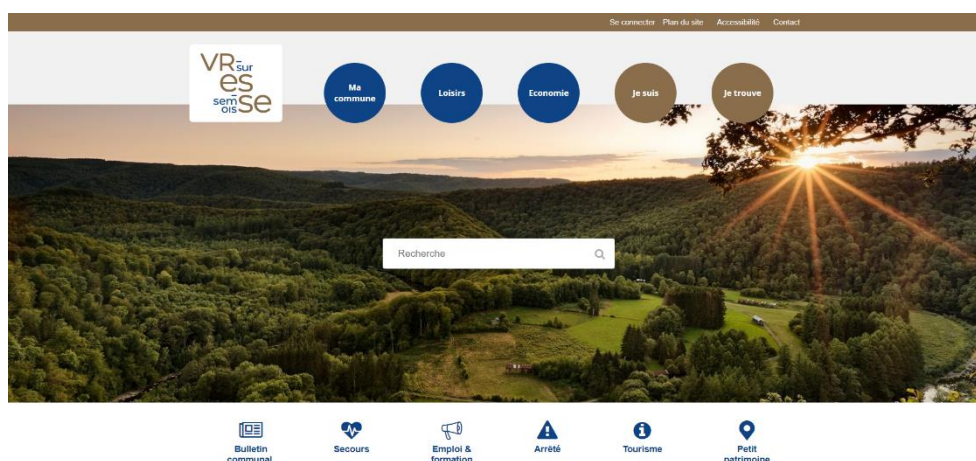 Se connecter Plan du site Accessibilité Contact
VR-sur
es
sem-se
ois
Ma
commune
Loisirs
Economie
Je suis
Je trouve
Recherche
Bulletin
communal
Secours
Emploi &
formation
Arrêté
Tourisme
Petit
patrimoine